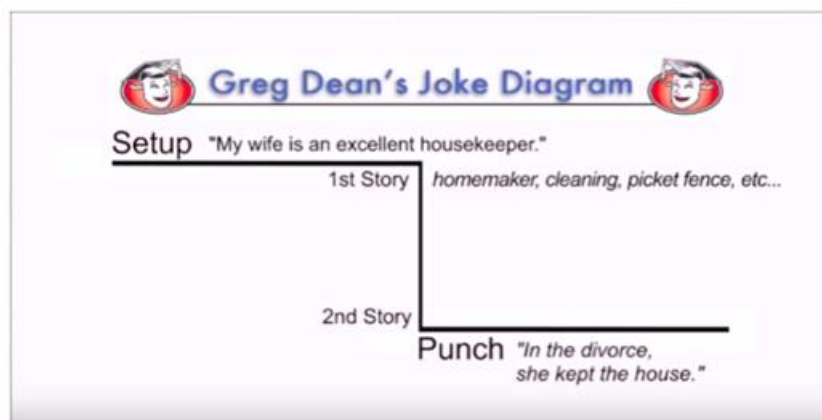 Greg Dean's Joke Diagram
Setup "My wife is an excellent housekeeper."
1st Story homemaker, cleaning, picket fence, etc...
2nd Story
Punch "In the divorce,
she kept the house."